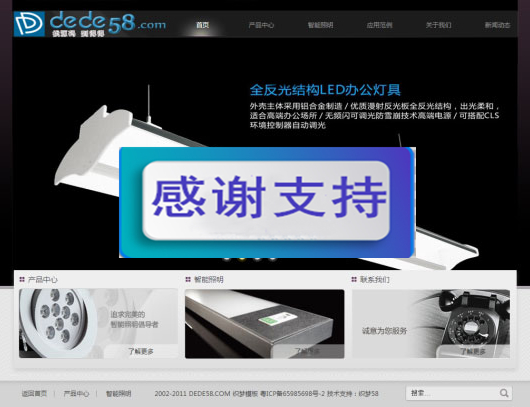 dede58.com
织梦吧
首页 产品中心 智能照明 应用范例 关于我们 新闻动态
全反光结构LED办公灯具
外壳主体采用铝合金制造 / 优质漫射反光板全反光结构，出光柔和，
适合高端办公场所 / 无频闪可调光防雪崩技术高端电源 / 可搭配CLS
环境控制器自动调光
感谢支持
产品中心
智能照明
联系我们
追求完美的
智能照明倡导者
诚意为您服务
了解更多
了解更多
了解更多
返回首页 | 产品中心 | 智能照明
2002-2011 DEDE58.COM 织梦模板 粤ICP备65985698号-2 技术支持：织梦58
搜索...